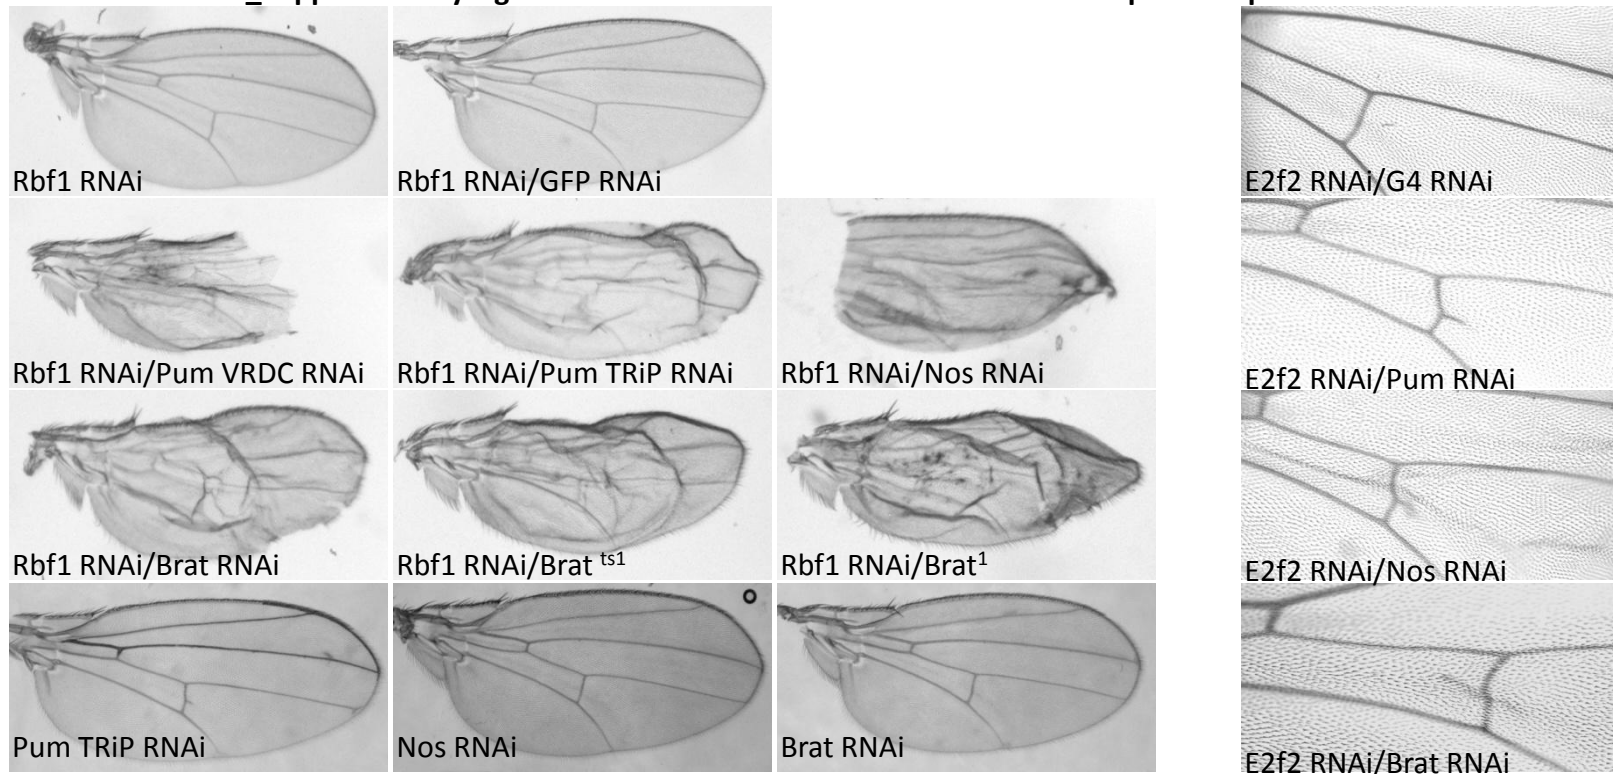 Rbf1 RNAi
Rbf1 RNAi/GFP RNAi
E2f2 RNAi/G4 RNAi
Rbf1 RNAi/Pum VRDC RNAi
Rbf1 RNAi/Pum TRiP RNAi
Rbf1 RNAi/Nos RNAi
E2f2 RNAi/Pum RNAi
Rbf1 RNAi/Brat RNAi
Rbf1 RNAi/Brat ts1
Rbf1 RNAi/Brat1
E2f2 RNAi/Nos RNAi
Pum TRiP RNAi
Nos RNAi
Brat RNAi
E2f2 RNAi/Brat RNAi